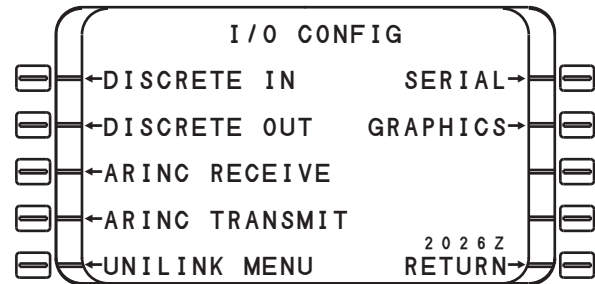 I/O CONFIG
←DISCRETE IN SERIAL→
←DISCRETE OUT GRAPHICS→
←ARINC RECEIVE
←ARINC TRANSMIT
2026Z
←UNILINK MENU RETURN→